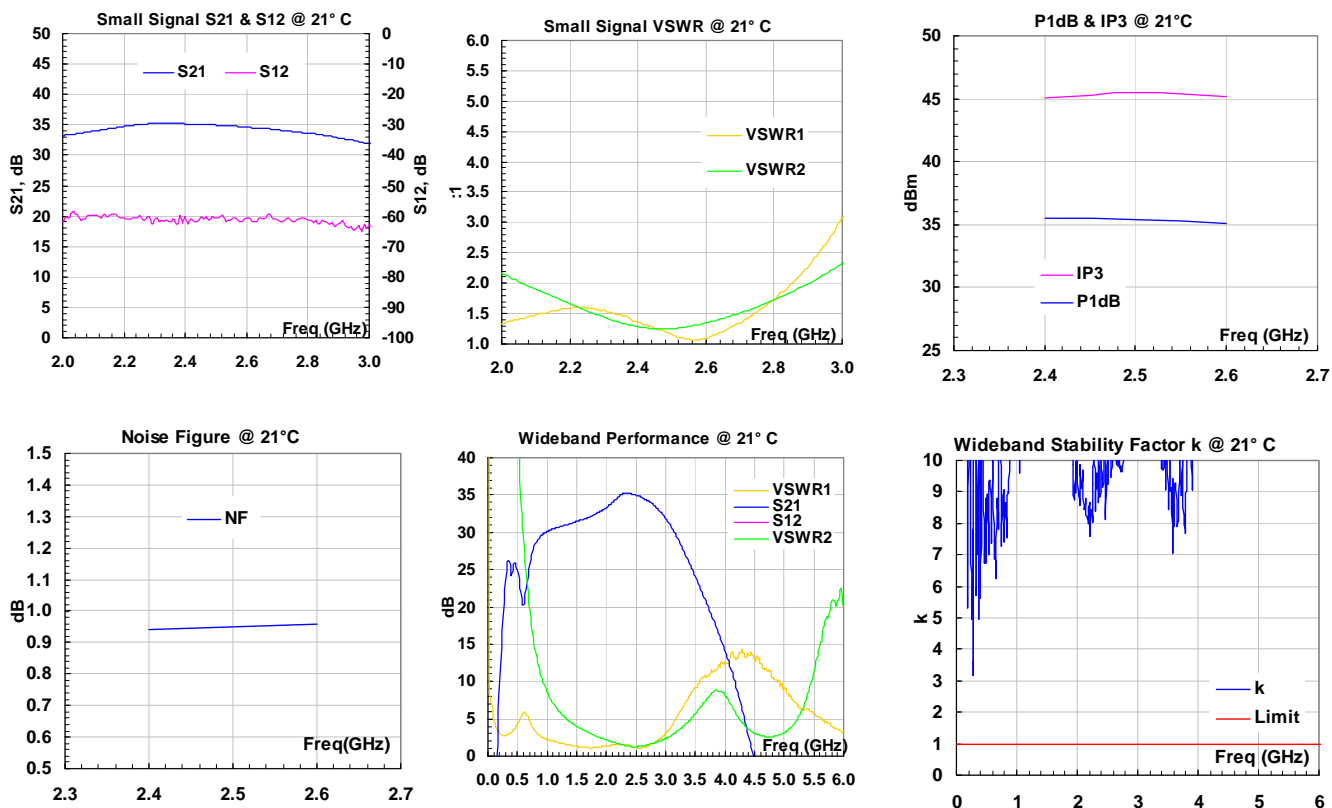 Small Signal S21 & S12 @ 21° C
50
45
40
35
30
25
20
15
10
5
0
S21, dB
S21
S12
0
-10
-20
-30
-40
-50
-60
-70
-80
-90
-100
S12, dB
Freq (GHz)
2.0 2.2 2.4 2.6 2.8 3.0
Small Signal VSWR @ 21° C
6.0
5.5
5.0
4.5
4.0
3.5
3.0
2.5
2.0
1.5
1.0
:1
VSWR1
VSWR2
Freq (GHz)
2.0 2.2 2.4 2.6 2.8 3.0
P1dB & IP3 @ 21°C
50
45
40
35
30
25
dBm
IP3
P1dB
Freq (GHz)
2.3 2.4 2.5 2.6 2.7
Noise Figure @ 21°C
1.5
1.4
1.3
1.2
1.1
1.0
0.9
0.8
0.7
0.6
0.5
dB
NF
Freq(GHz)
2.3 2.4 2.5 2.6 2.7
Wideband Performance @ 21° C
40
35
30
25
20
15
10
5
0
dB
VSWR1
S21
S12
VSWR2
Freq (GHz)
0.0 0.5 1.0 1.5 2.0 2.5 3.0 3.5 4.0 4.5 5.0 5.5 6.0
Wideband Stability Factor k @ 21° C
10
9
8
7
6
5
4
3
2
1
0
k
k
Limit
Freq (GHz)
0 1 2 3 4 5 6